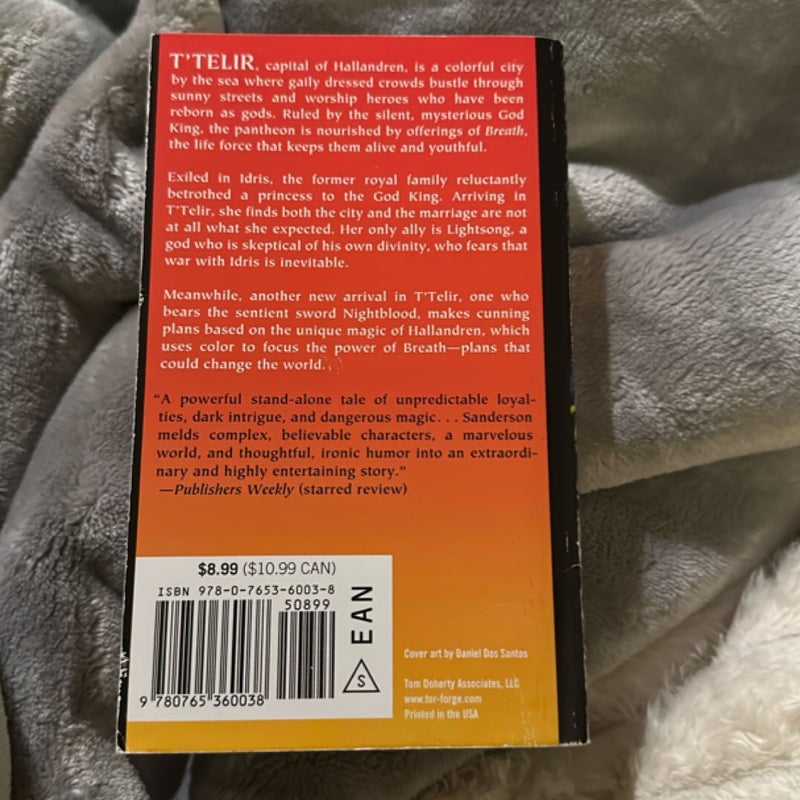 T'TELIR, capital of Hallandren, is a colorful city
by the sea where gaily dressed crowds bustle through
sunny streets and worship heroes who have been
reborn as gods. Ruled by the silent, mysterious God
King, the pantheon is nourished by offerings of Breath,
the life force that keeps them alive and youthful.
Exiled in Idris, the former royal family reluctantly
betrothed a princess to the God King. Arriving in
T'Telir, she finds both the city and the marriage are not
at all what she expected. Her only ally is Lightsong, a
god who is skeptical of his own divinity, who fears that
war with Idris is inevitable.
Meanwhile, another new arrival in T'Telir, one who
bears the sentient sword Nightblood, makes cunning
plans based on the unique magic of Hallandren, which
uses color to focus the power of Breath—plans that
could change the world.
"A powerful stand-alone tale of unpredictable loyal-
ties, dark intrigue, and dangerous magic. . . Sanderson
melds complex, believable characters, a marvelous
world, and thoughtful, ironic humor into an extraordi-
nary and highly entertaining story."
—Publishers Weekly (starred review)
$8.99 ($10.99 CAN)
ISBN 978-0-7653-6003-8
50899
EAN
S
9 780765 360038
Cover art by Daniel Dos Santos
Tom Doherty Associates, LLC
www.tor-forge.com
Printed in the USA